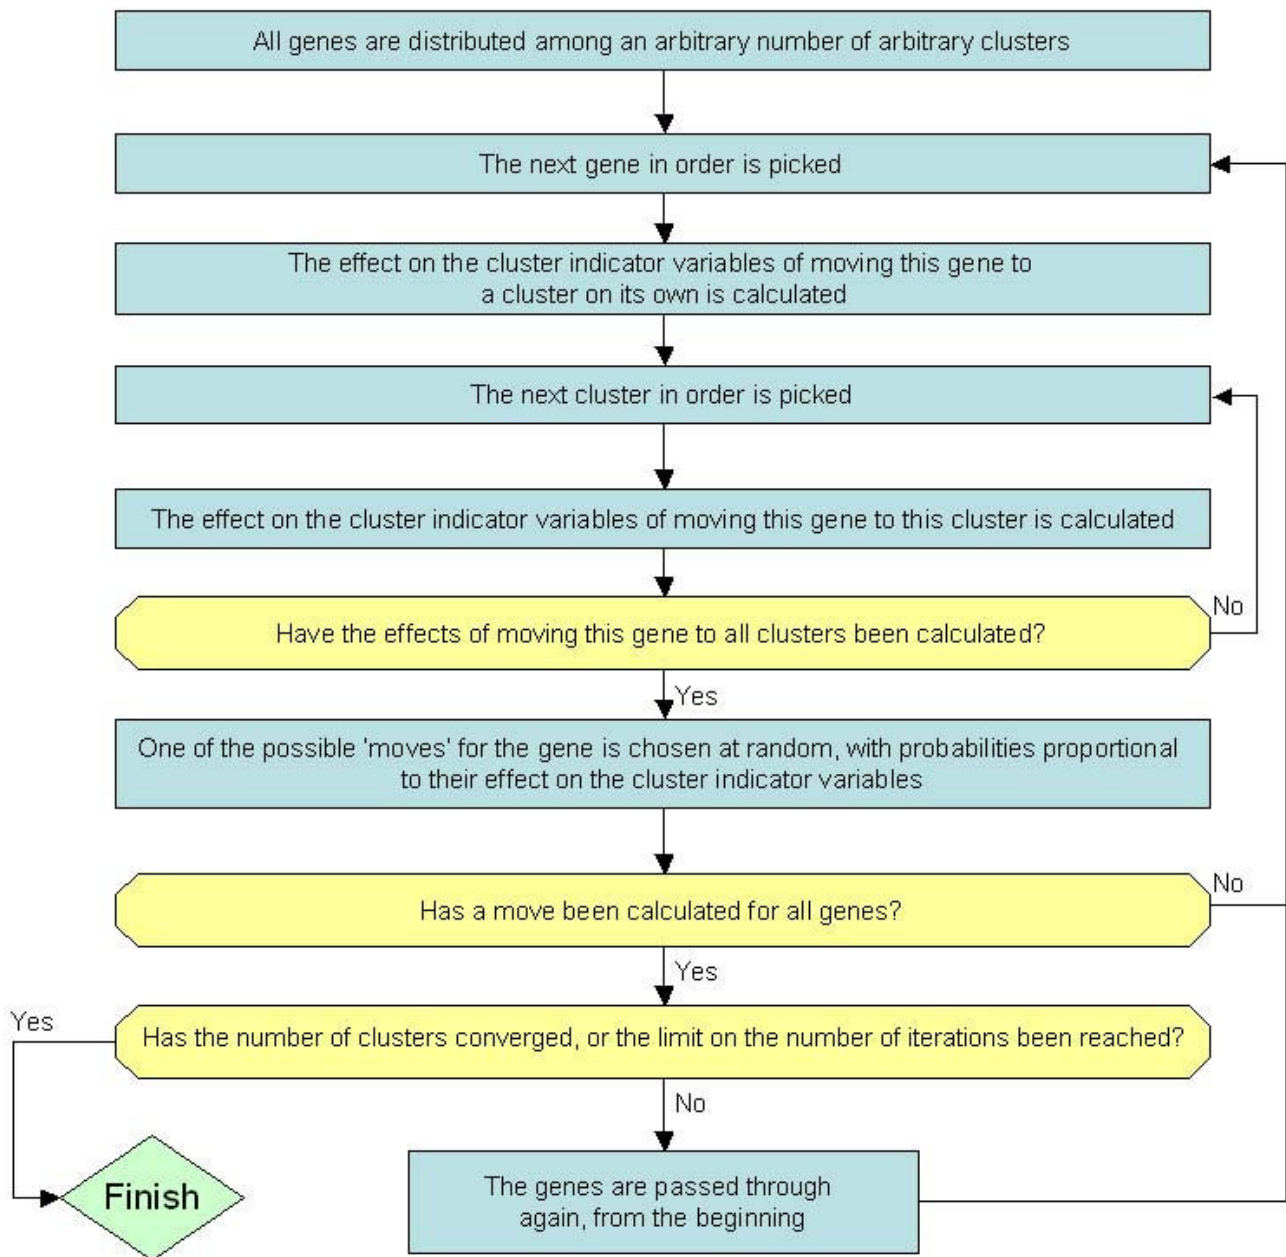 All genes are distributed among an arbitrary number of arbitrary clusters
The next gene in order is picked
The effect on the cluster indicator variables of moving this gene to
a cluster on its own is calculated
The next cluster in order is picked
The effect on the cluster indicator variables of moving this gene to this cluster is calculated
No
Have the effects of moving this gene to all clusters been calculated?
Yes
One of the possible 'moves' for the gene is chosen at random, with probabilities proportional
to their effect on the cluster indicator variables
No
Has a move been calculated for all genes?
Yes
Yes
Has the number of clusters converged, or the limit on the number of iterations been reached?
No
Finish
The genes are passed through
again, from the beginning